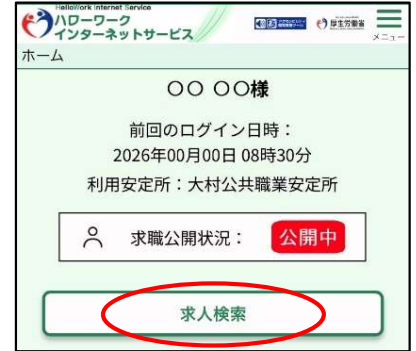 HelloWork Internet Service
ハローワーク
インターネットサービス
厚生労働省
メニュー
ホーム
○○ ○○様
前回のログイン日時：
2026年00月00日 08時30分
利用安定所：大村公共職業安定所
求職公開状況： 公開中
求人検索